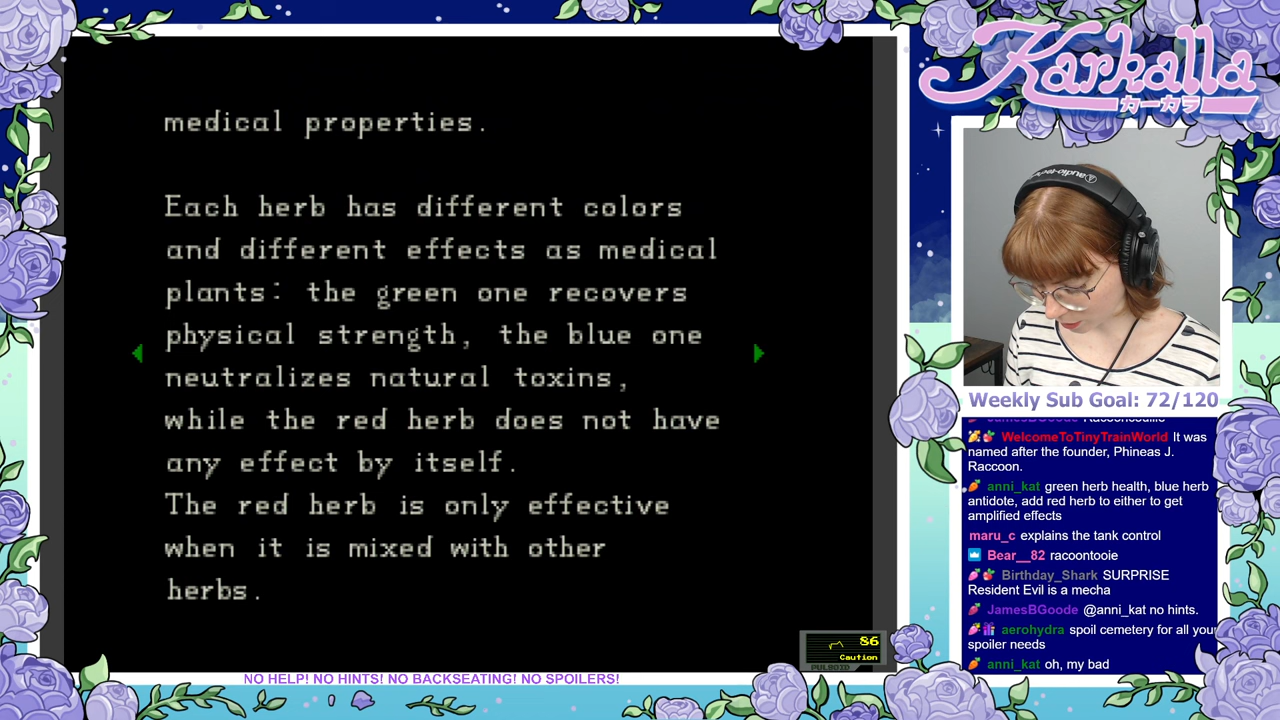 medical properties.
Each herb has different colors
and different effects as medical
plants: the green one recovers
physical strength, the blue one
neutralizes natural toxins,
while the red herb does not have
any effect by itself.
The red herb is only effective
when it is mixed with other
herbs.
86
Caution
PULSOID
NO HELP! NO HINTS! NO BACKSEATING! NO SPOILERS!
Karkalla
カーカラ
audio-technica
Weekly Sub Goal: 72/120
WelcomeToTinyTrainWorld It was
named after the founder, Phineas J.
Raccoon.
anni_kat green herb health, blue herb
antidote, add red herb to either to get
amplified effects
maru_c explains the tank control
Bear__82 racoontooie
Birthday_Shark SURPRISE
Resident Evil is a mecha
JamesBGoode @anni_kat no hints.
aerohydra spoil cemetery for all your
spoiler needs
anni_kat oh, my bad